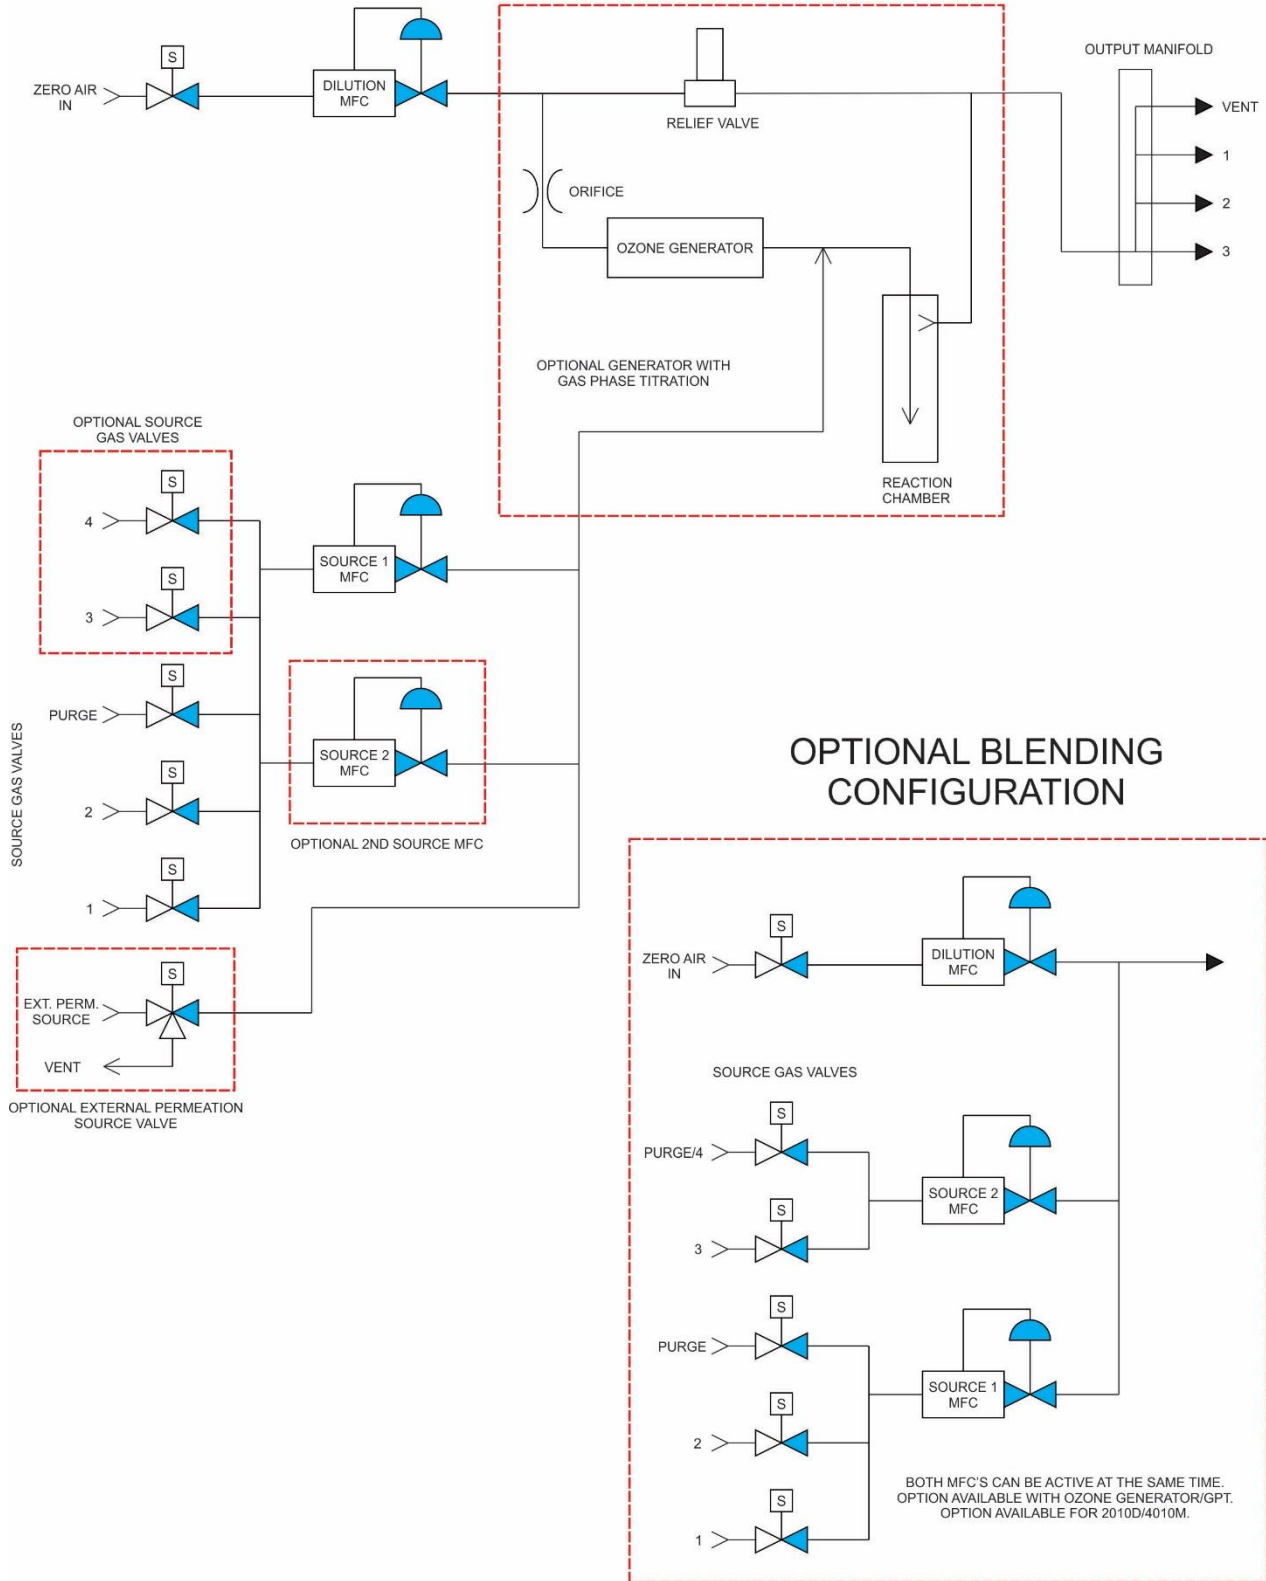 S
DILUTION
MFC
ZERO AIR
IN
RELIEF VALVE
OUTPUT MANIFOLD
VENT
1
2
3
ORIFICE
OZONE GENERATOR
OPTIONAL GENERATOR WITH
GAS PHASE TITRATION
REACTION
CHAMBER
OPTIONAL SOURCE
GAS VALVES
S
4
S
3
SOURCE 1
MFC
S
PURGE
S
2
S
1
SOURCE GAS VALVES
SOURCE 2
MFC
OPTIONAL 2ND SOURCE MFC
S
EXT. PERM.
SOURCE
VENT
OPTIONAL EXTERNAL PERMEATION
SOURCE VALVE
OPTIONAL BLENDING
CONFIGURATION
S
ZERO AIR
IN
DILUTION
MFC
SOURCE GAS VALVES
S
PURGE/4
S
3
SOURCE 2
MFC
S
PURGE
S
2
S
1
SOURCE 1
MFC
BOTH MFC'S CAN BE ACTIVE AT THE SAME TIME.
OPTION AVAILABLE WITH OZONE GENERATOR/GPT.
OPTION AVAILABLE FOR 2010D/4010M.